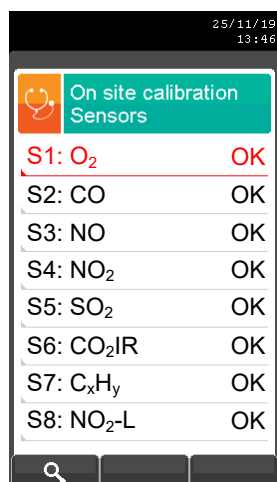 25/11/19
13:46
On site calibration
Sensors
S1: O₂ OK
S2: CO OK
S3: NO OK
S4: NO₂ OK
S5: SO₂ OK
S6: CO₂IR OK
S7: CₓHᵧ OK
S8: NO₂-L OK